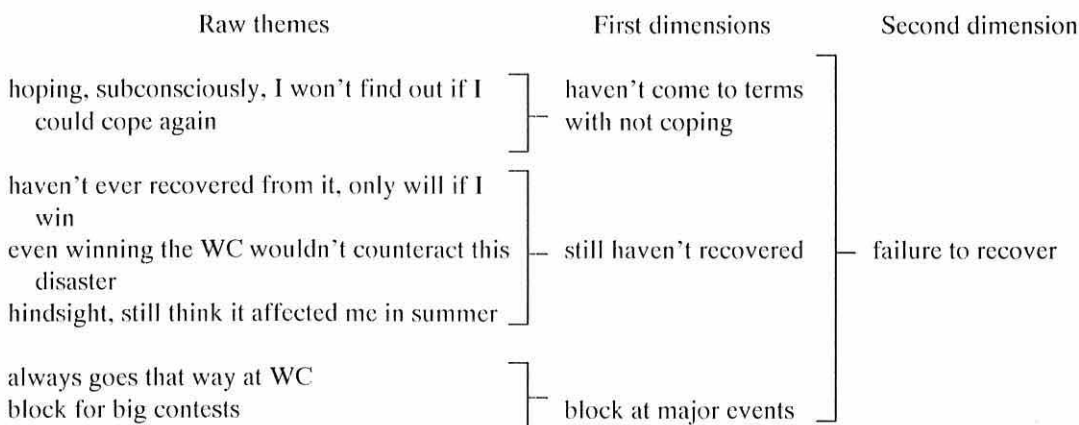 Raw themes First dimensions Second dimension
hoping, subconsciously, I won't find out if I
could cope again
haven't come to terms
with not coping
haven't ever recovered from it, only will if I
win
even winning the WC wouldn't counteract this
disaster
hindsight, still think it affected me in summer
still haven't recovered
failure to recover
always goes that way at WC
block for big contests
block at major events